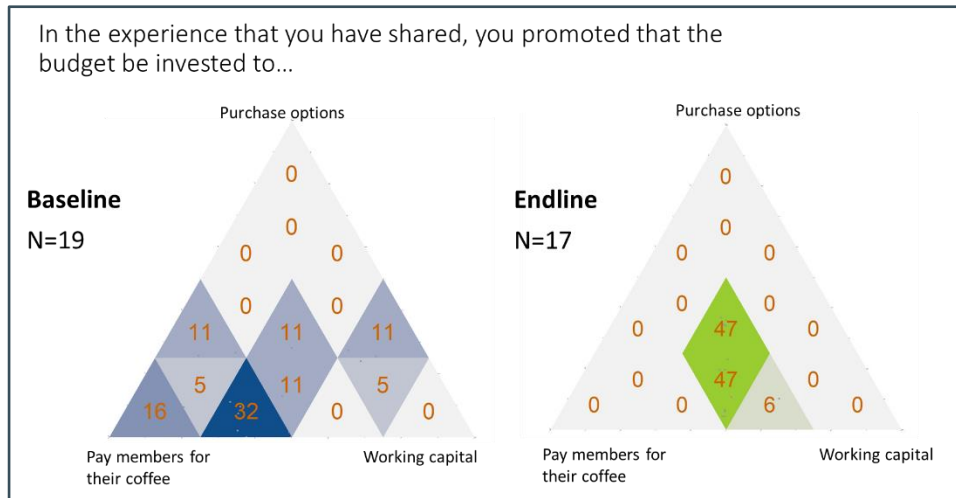 In the experience that you have shared, you promoted that the
budget be invested to...
Purchase options
Baseline
N=19
0
0
0
0
0
0
11
11
11
5
11
5
16
32
0
0
Pay members for
their coffee
Working capital
Purchase options
Endline
N=17
0
0
0
0
0
0
0
47
0
0
47
0
0
0
6
0
Pay members for
their coffee
Working capital